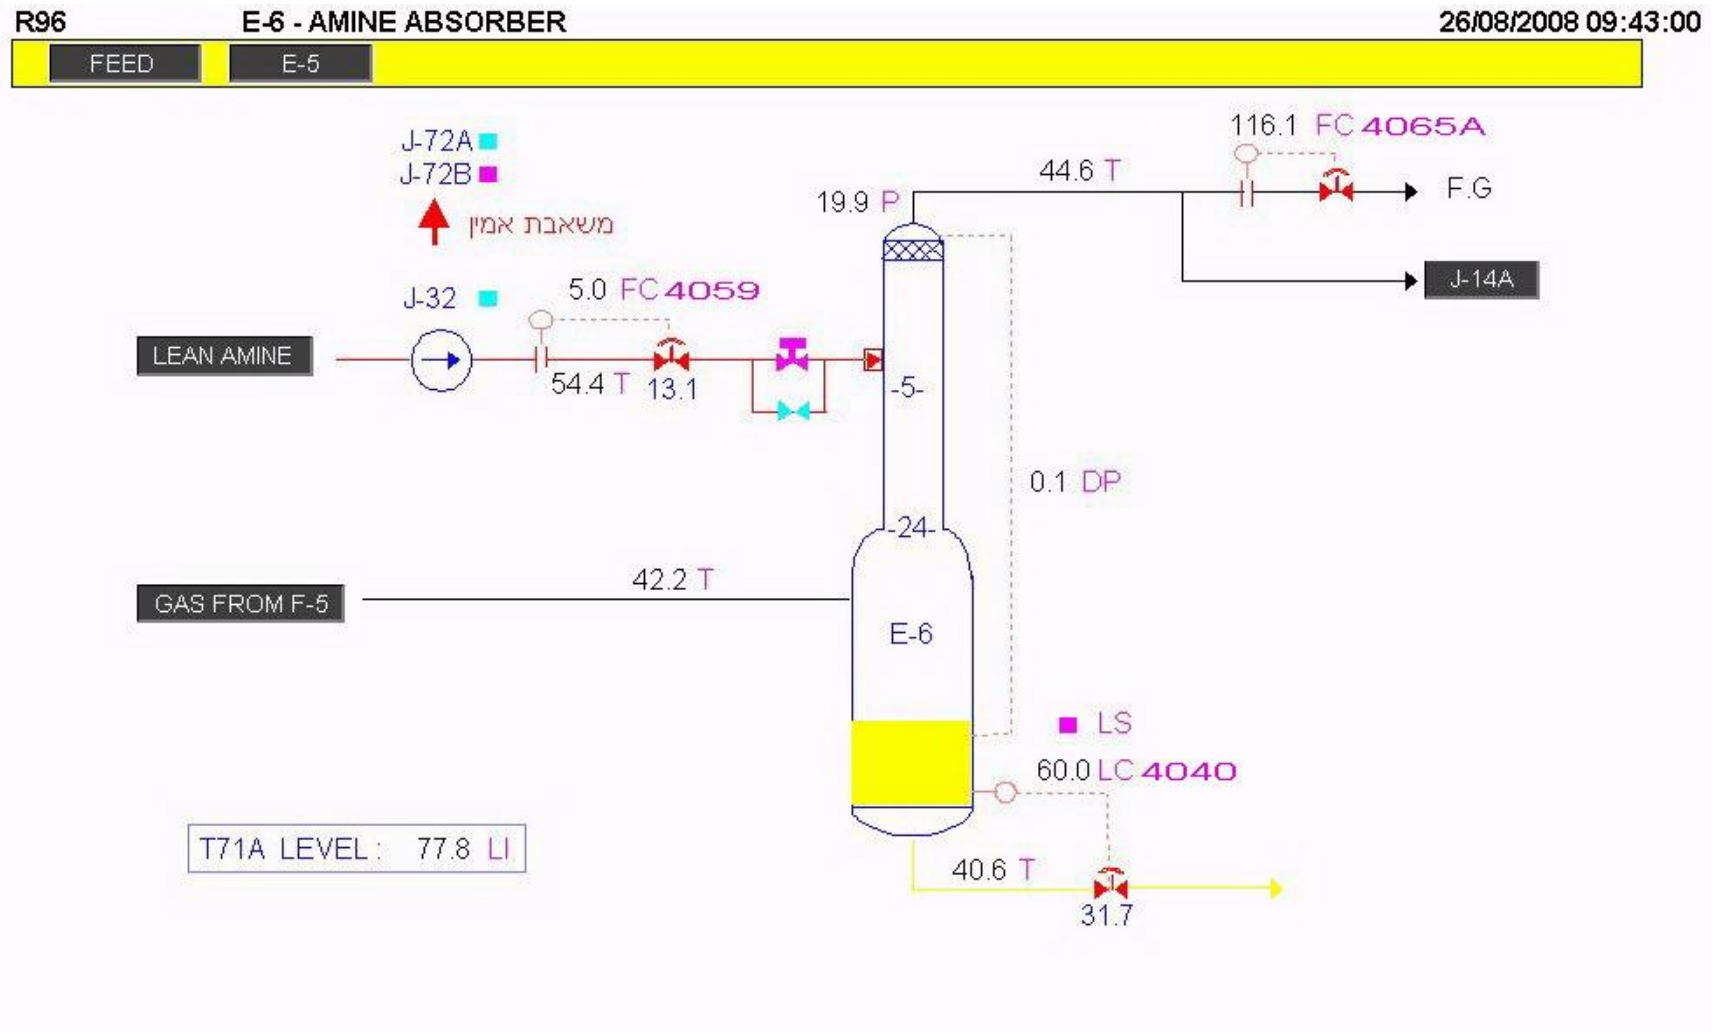 R96 E-6 - AMINE ABSORBER 26/08/2008 09:43:00
FEED E-5
116.1 FC 4065A
J-72A
J-72B
44.6 T
F.G
19.9 P
משאבת אמין
J-14A
J-32
5.0 FC 4059
LEAN AMINE
54.4 T 13.1
-5-
0.1 DP
-24-
42.2 T
GAS FROM F-5
E-6
LS
60.0 LC 4040
T71A LEVEL : 77.8 LI
40.6 T
31.7